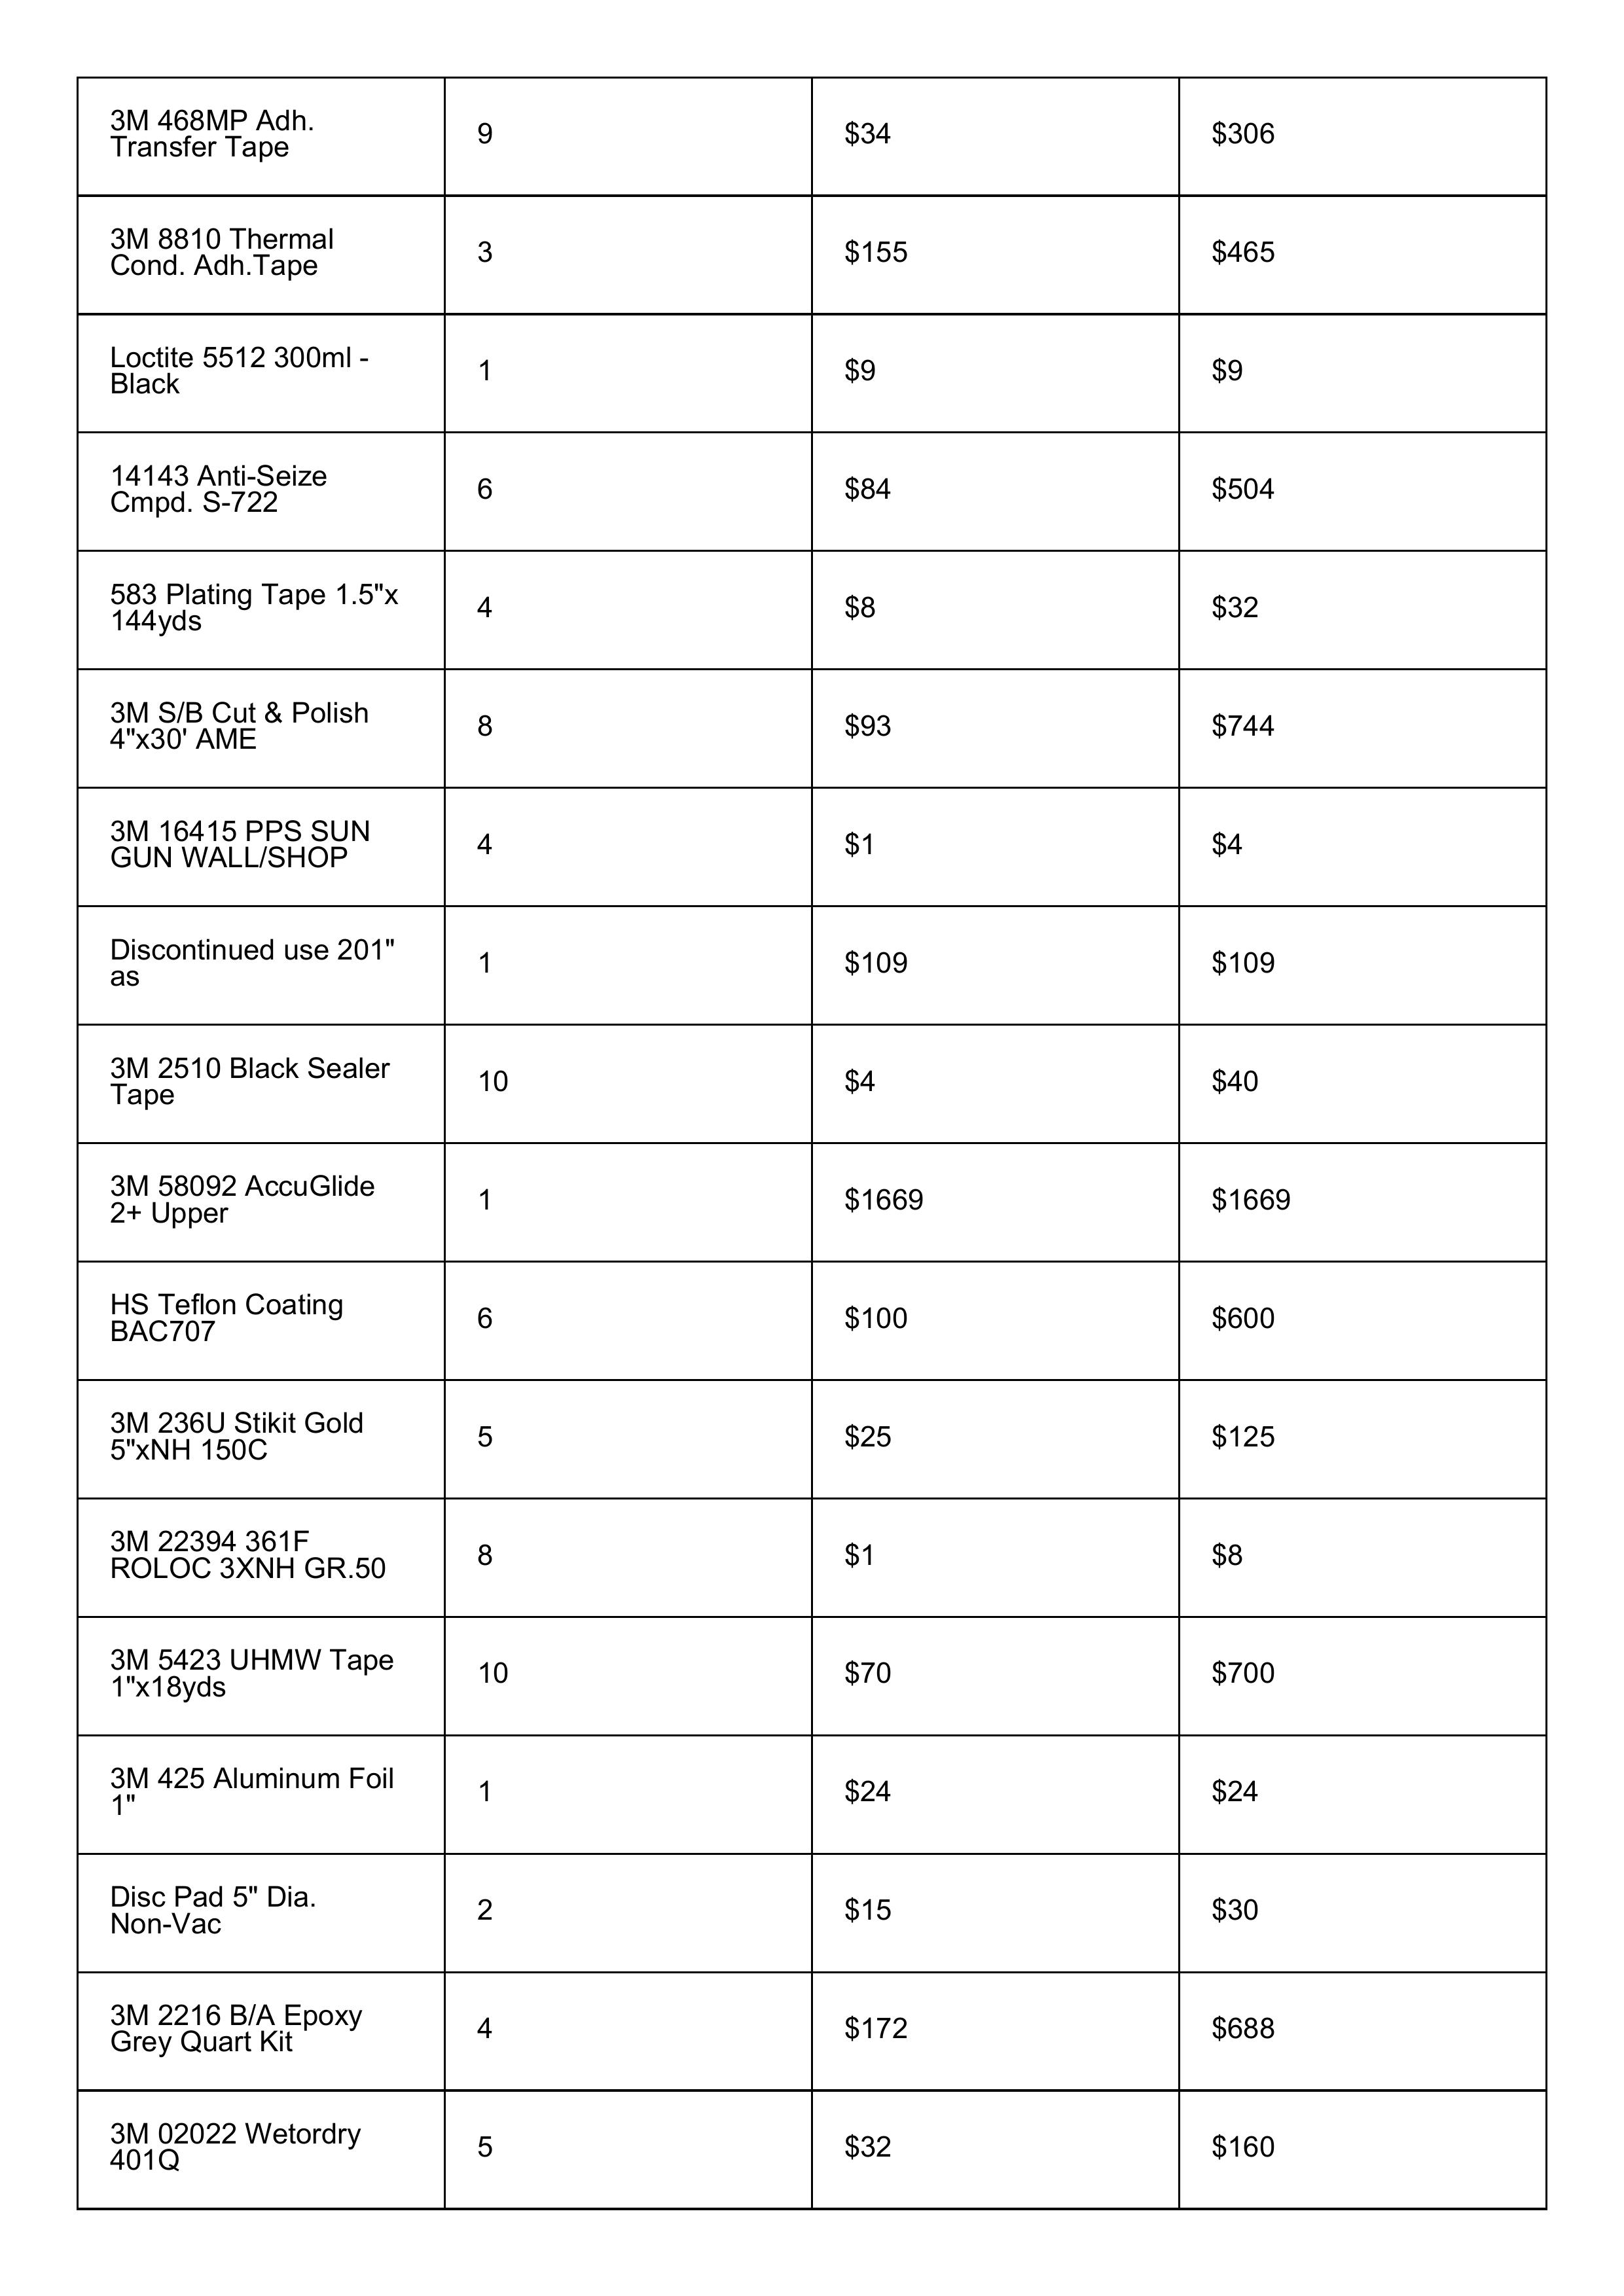 3M 468MP Adh.
Transfer Tape
9
$34
$306
3M 8810 Thermal
Cond. Adh.Tape
3
$155
$465
Loctite 5512 300ml -
Black
1
$9
$9
14143 Anti-Seize
Cmpd. S-722
6
$84
$504
583 Plating Tape 1.5"x
144yds
4
$8
$32
3M S/B Cut & Polish
4"x30' AME
8
$93
$744
3M 16415 PPS SUN
GUN WALL/SHOP
4
$1
$4
Discontinued use 201"
as
1
$109
$109
3M 2510 Black Sealer
Tape
10
$4
$40
3M 58092 AccuGlide
2+ Upper
1
$1669
$1669
HS Teflon Coating
BAC707
6
$100
$600
3M 236U Stikit Gold
5"xNH 150C
5
$25
$125
3M 22394 361F
ROLOC 3XNH GR.50
8
$1
$8
3M 5423 UHMW Tape
1"x18yds
10
$70
$700
3M 425 Aluminum Foil
1"
1
$24
$24
Disc Pad 5" Dia.
Non-Vac
2
$15
$30
3M 2216 B/A Epoxy
Grey Quart Kit
4
$172
$688
3M 02022 Wetordry
401Q
5
$32
$160